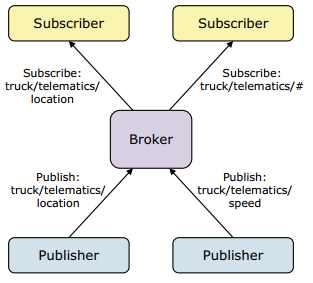 Subscriber
Subscriber
Subscribe:
truck/telematics/
location
Subscribe:
truck/telematics/#
Broker
Publish:
truck/telematics/
location
Publish:
truck/telematics/
speed
Publisher
Publisher